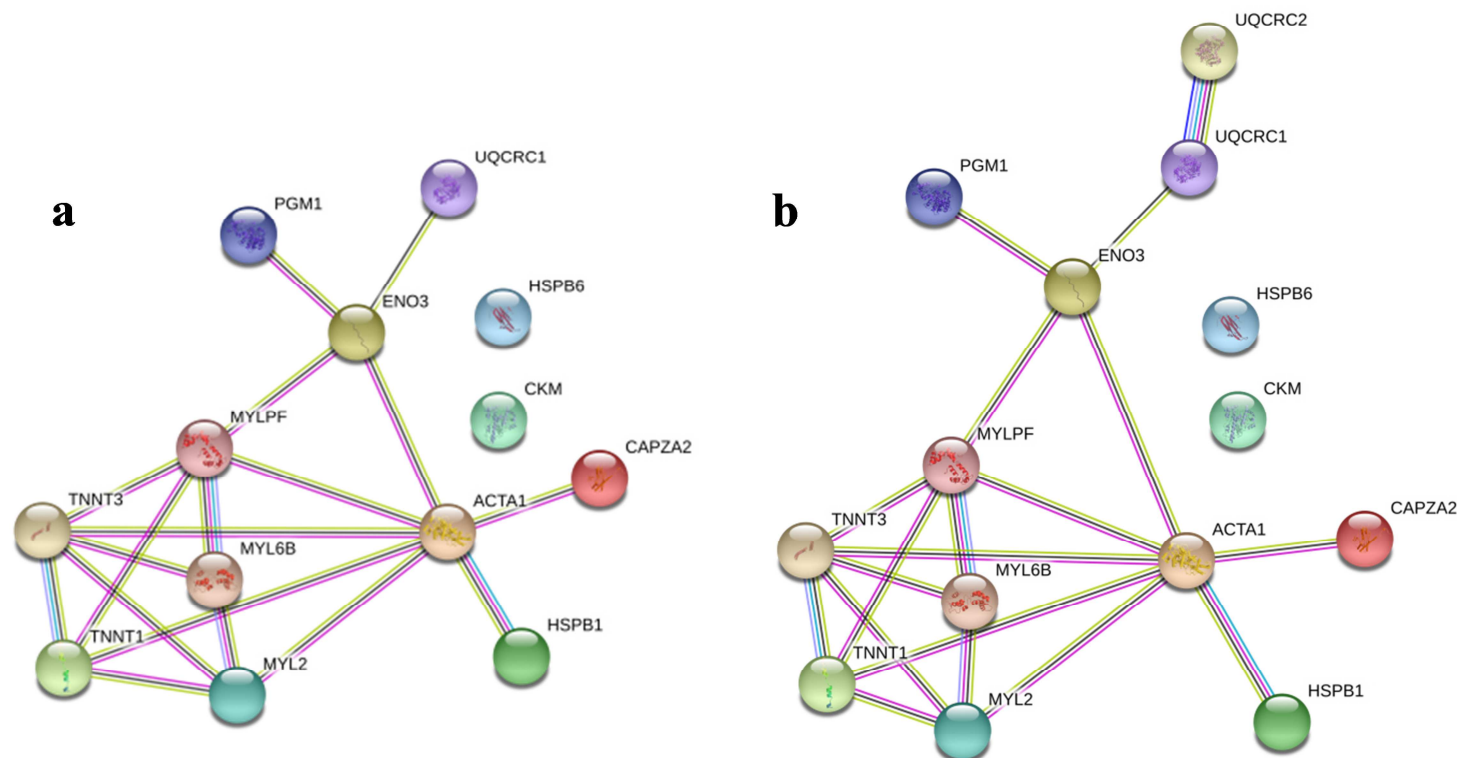 a
UQCRC1
PGM1
HSPB6
ENO3
CKM
MYLPF
CAPZA2
TNNT3
ACTA1
MYL6B
HSPB1
TNNT1
MYL2
b
UQCRC2
UQCRC1
PGM1
ENO3
HSPB6
CKM
MYLPF
CAPZA2
TNNT3
ACTA1
MYL6B
TNNT1
HSPB1
MYL2